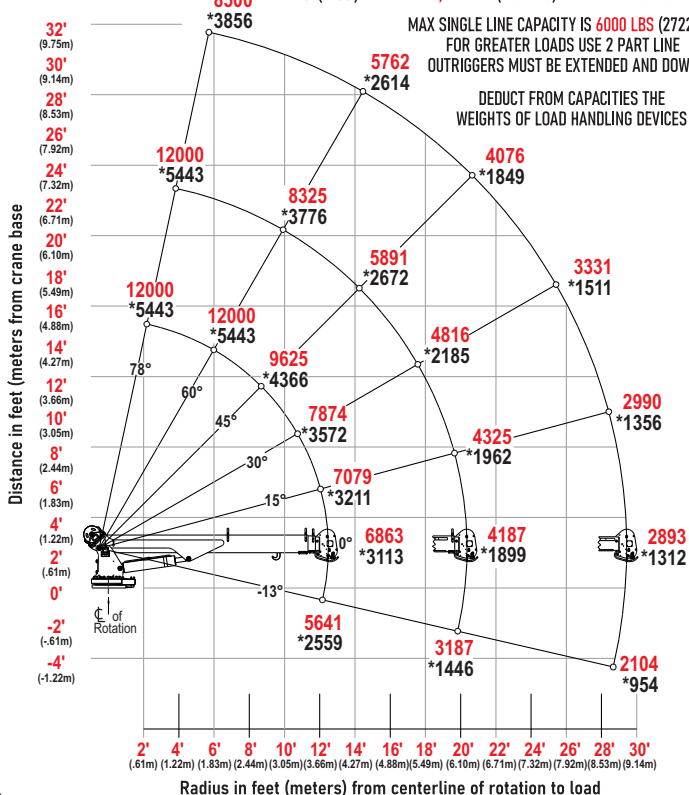 8500
*3856
MAX SINGLE LINE CAPACITY IS 6000 LBS (2722
FOR GREATER LOADS USE 2 PART LINE
OUTRIGGERS MUST BE EXTENDED AND DOW
DEDUCT FROM CAPACITIES THE
WEIGHTS OF LOAD HANDLING DEVICES
Distance in feet (meters from crane base
32'
(9.75m)
30'
(9.14m)
28'
(8.53m)
26'
(7.92m)
24'
(7.32m)
22'
(6.71m)
20'
(6.10m)
18'
(5.49m)
16'
(4.88m)
14'
(4.27m)
12'
(3.66m)
10'
(3.05m)
8'
(2.44m)
6'
(1.83m)
4'
(1.22m)
2'
(.61m)
0'
-2'
(-.61m)
-4'
(-1.22m)
5762
*2614
4076
*1849
3331
*1511
2990
*1356
2893
*1312
2104
*954
12000
*5443
8325
*3776
5891
*2672
4816
*2185
4325
*1962
4187
*1899
3187
*1446
12000
*5443
12000
*5443
9625
*4366
7874
*3572
7079
*3211
6863
*3113
5641
*2559
78°
60°
45°
30°
15°
0°
-13°
℄ of
Rotation
2' 4' 6' 8' 10' 12' 14' 16' 18' 20' 22' 24' 26' 28' 30'
(.61m) (1.22m) (1.83m) (2.44m) (3.05m) (3.66m) (4.27m) (4.88m) (5.49m) (6.10m) (6.71m) (7.32m) (7.92m) (8.53m) (9.14m)
Radius in feet (meters) from centerline of rotation to load